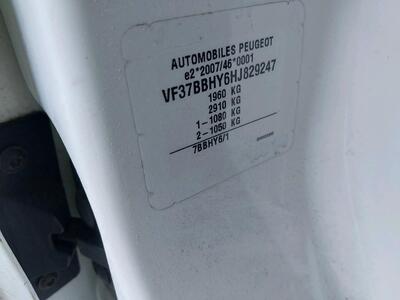 AUTOMOBILES PEUGEOT
e2*2007/46*0001
VF37BBHY6HJ829247
1960 KG
2910 KG
1-1080 KG
2-1050 KG
7BBHY6/1